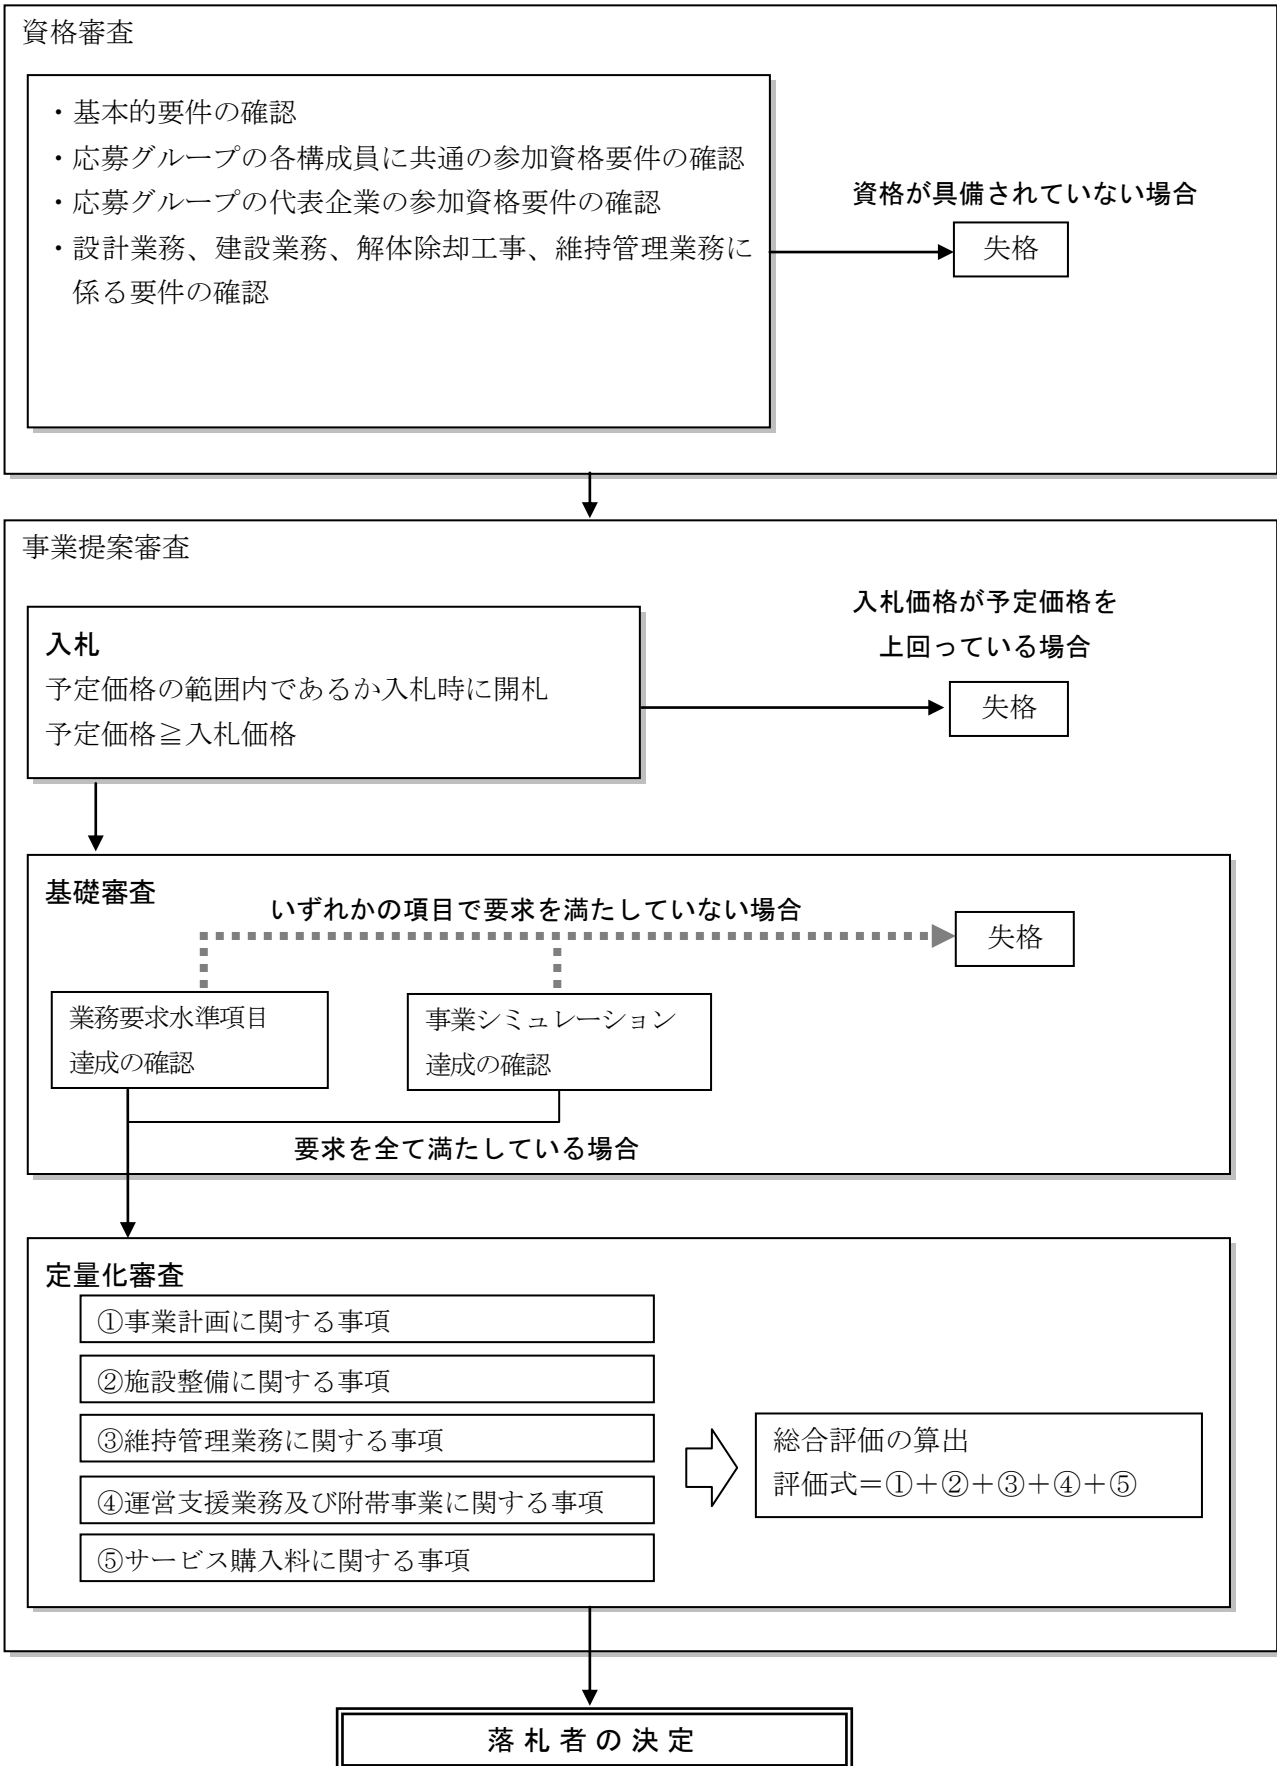 資格審査
・基本的要件の確認
・応募グループの各構成員に共通の参加資格要件の確認
・応募グループの代表企業の参加資格要件の確認
・設計業務、建設業務、解体除却工事、維持管理業務に
係る要件の確認
資格が具備されていない場合
失格
事業提案審査
入札
予定価格の範囲内であるか入札時に開札
予定価格≧入札価格
入札価格が予定価格を
上回っている場合
失格
基礎審査
いずれかの項目で要求を満たしていない場合
失格
業務要求水準項目
達成の確認
事業シミュレーション
達成の確認
要求を全て満たしている場合
定量化審査
①事業計画に関する事項
②施設整備に関する事項
③維持管理業務に関する事項
④運営支援業務及び附帯事業に関する事項
⑤サービス購入料に関する事項
総合評価の算出
評価式＝①＋②＋③＋④＋⑤
落札者の決定